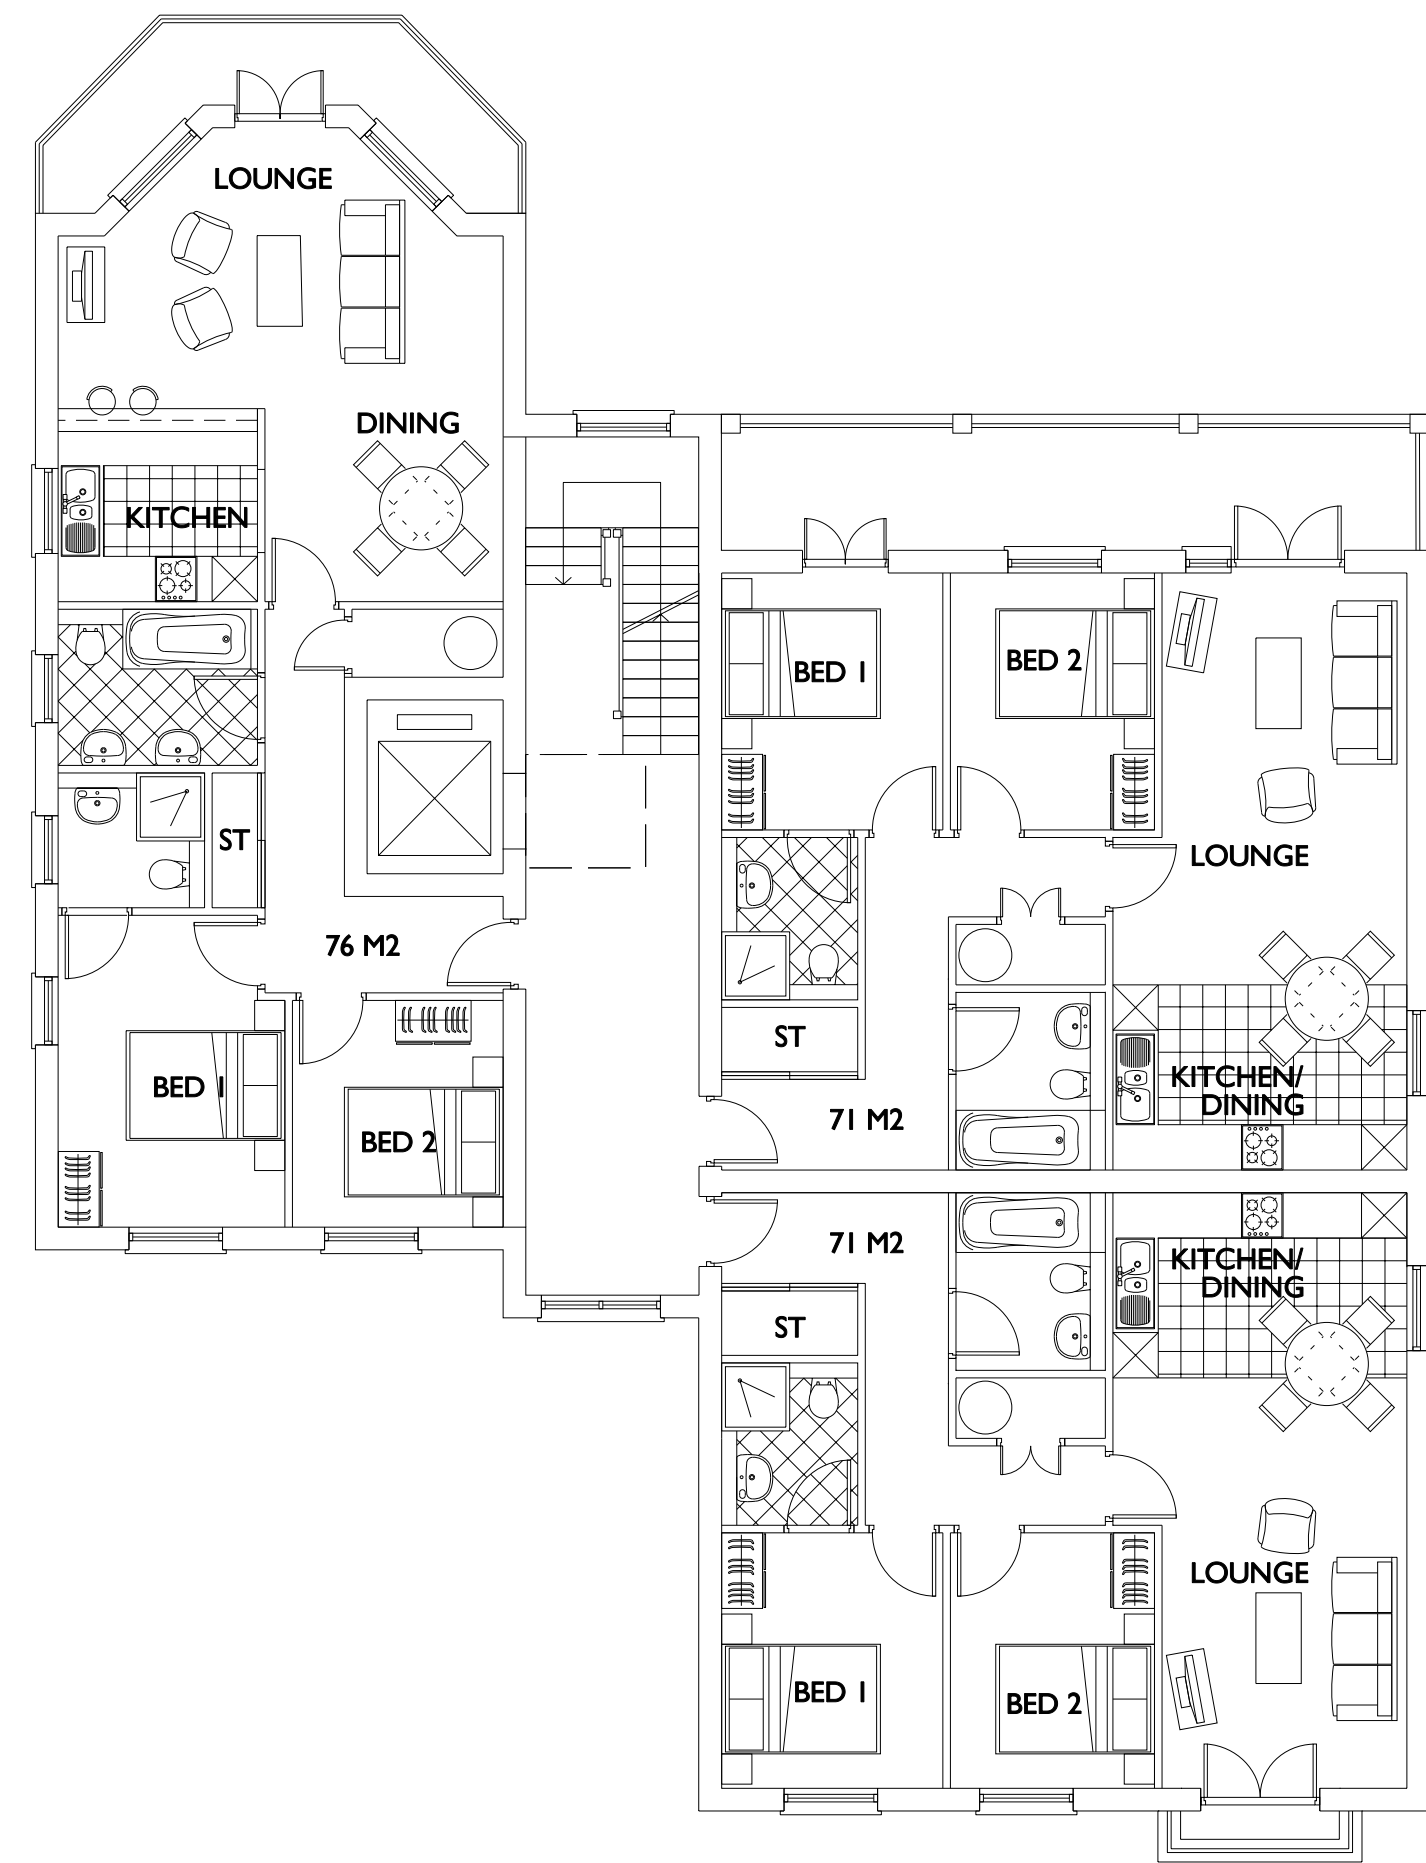 LOUNGE
DINING
KITCHEN
ST
76 M2
BED 1
BED 2
BED 1
BED 2
LOUNGE
ST
KITCHEN/
DINING
71 M2
71 M2
KITCHEN/
DINING
ST
LOUNGE
BED 1
BED 2